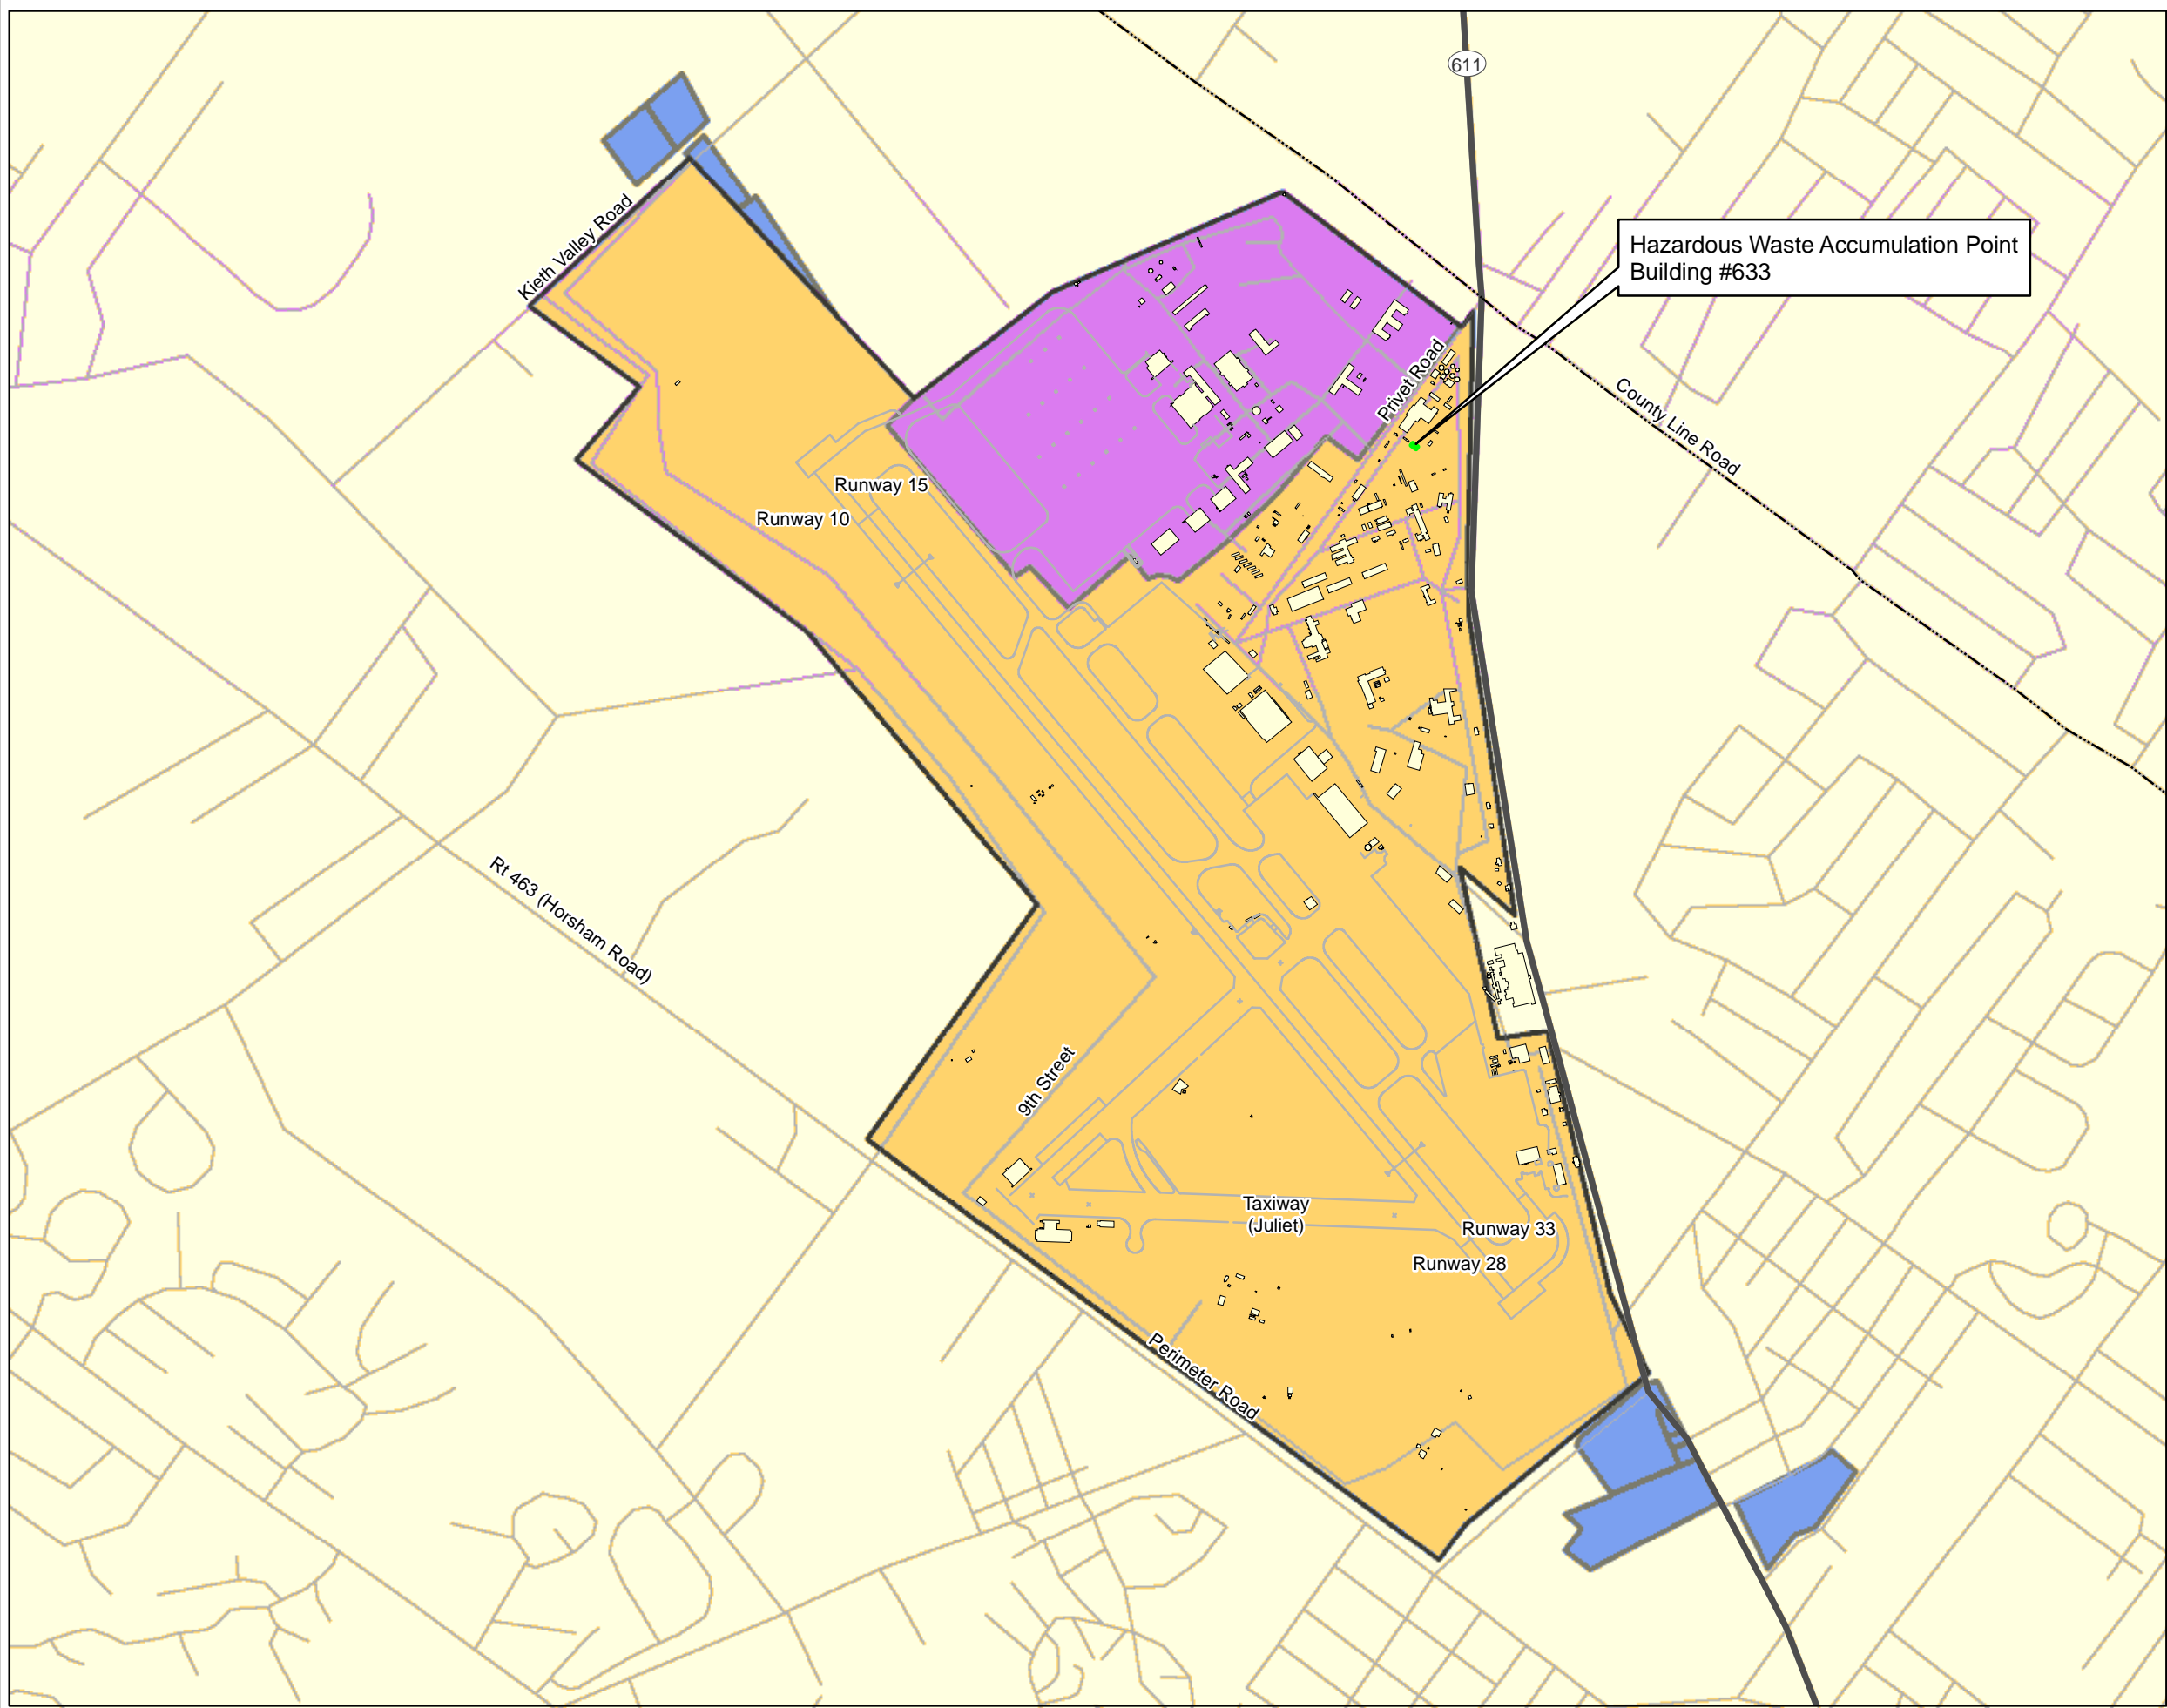 611
Hazardous Waste Accumulation Point
Building #633
Kieth Valley Road
Privet Road
County Line Road
Runway 15
Runway 10
Rt 463 (Horsham Road)
9th Street
Taxiway
(Juliet)
Runway 33
Runway 28
Perimeter Road